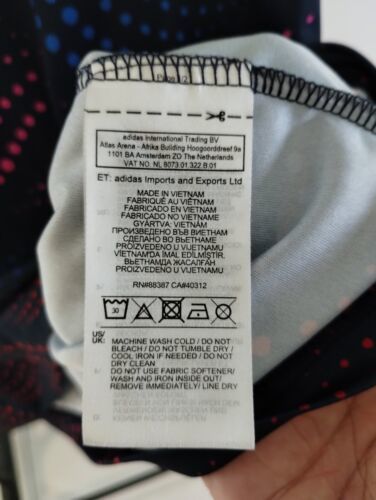 adidas International Trading BV
Atlas Arena - Afrika Building Hoogoorddreef 9a
1101 BA Amsterdam ZO The Netherlands
VAT NO. NL 8073.01.322.B.01
ET: adidas Imports and Exports Ltd
MADE IN VIETNAM
FABRIQUÉ AU VIÊTNAM
FABRICADO EN VIETNAM
FABRICADO NO VIETNAME
GYÁRTVA: VIETNÁM
ПРОИЗВЕДЕНО ВЪВ ВИЕТНАМ
СДЕЛАНО ВО ВЬЕТНАМЕ
PROIZVEDENO U VIJETNAMU
VİETNAM'DA İMAL EDİLMİŞTİR.
ВЬЕТНАМДА ЖАСАЛҒАН
PROIZVEDENO U VIJETNAMU
RN#88387 CA#40312
30
US/
UK:
MACHINE WASH COLD / DO NOT
BLEACH / DO NOT TUMBLE DRY /
COOL IRON IF NEEDED / DO NOT
DRY CLEAN
DO NOT USE FABRIC SOFTENER/
WASH AND IRON INSIDE OUT/
REMOVE IMMEDIATELY/ LINE DRY